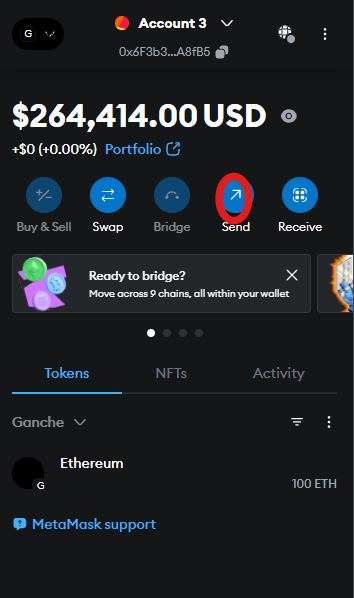 G
Account 3
0x6F3b3...A8fB5
$264,414.00 USD
+$0 (+0.00%) Portfolio
Buy & Sell Swap Bridge Send Receive
Ready to bridge?
Move across 9 chains, all within your wallet
Tokens NFTs Activity
Ganche
Ethereum
G
100 ETH
MetaMask support